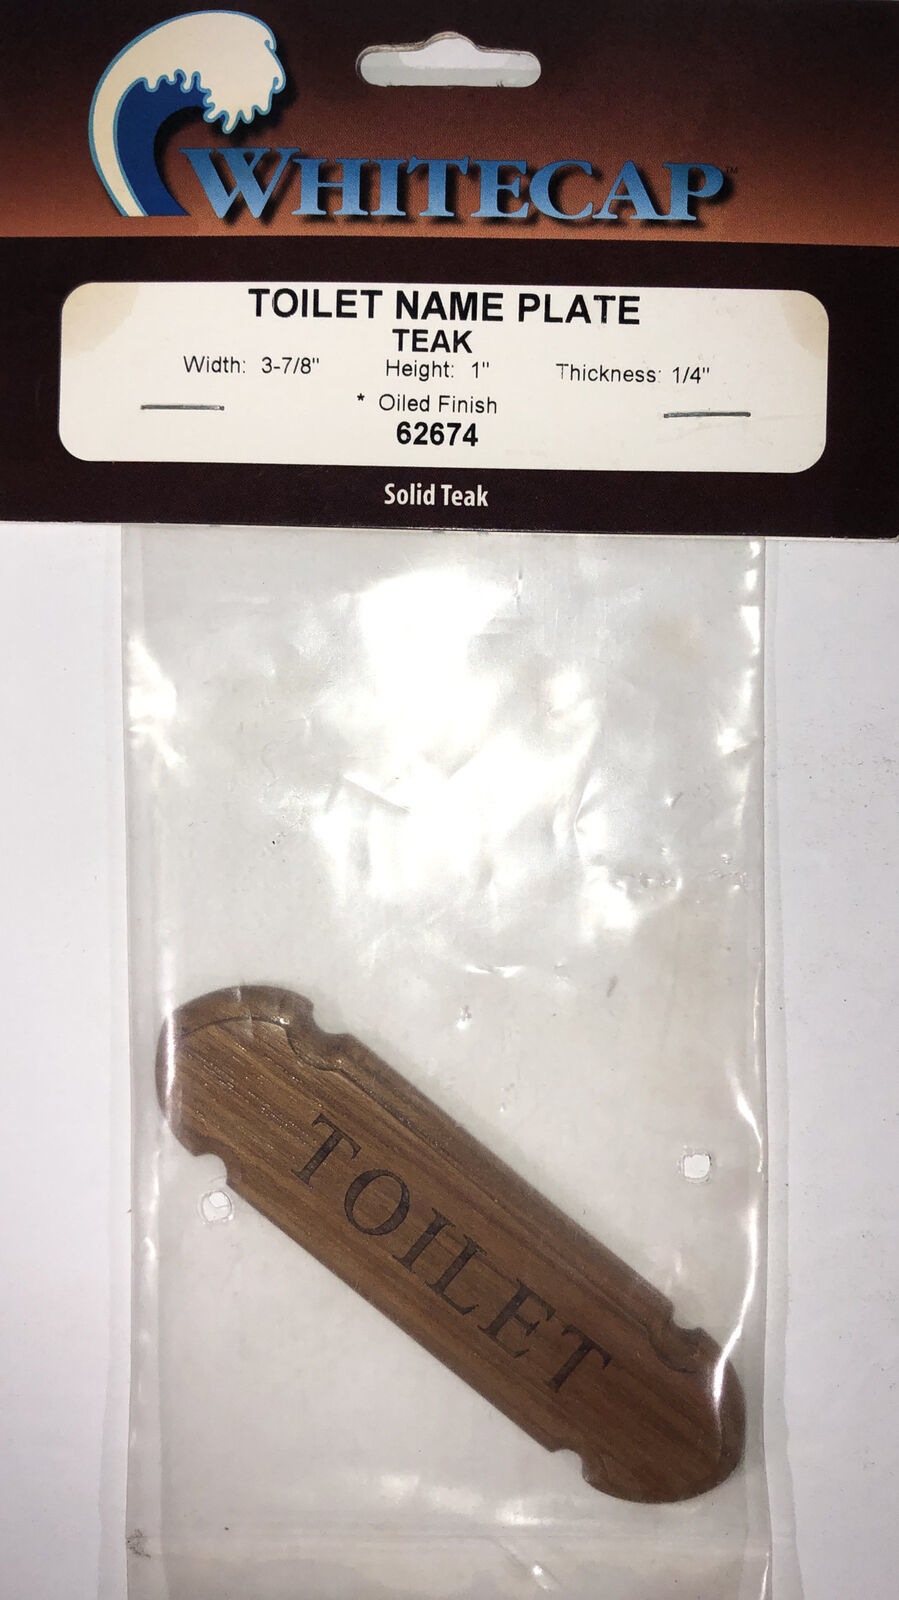 WHITECAP™
TOILET NAME PLATE
TEAK
Width: 3-7/8" Height: 1" Thickness: 1/4"
* Oiled Finish
62674
Solid Teak
TOILET